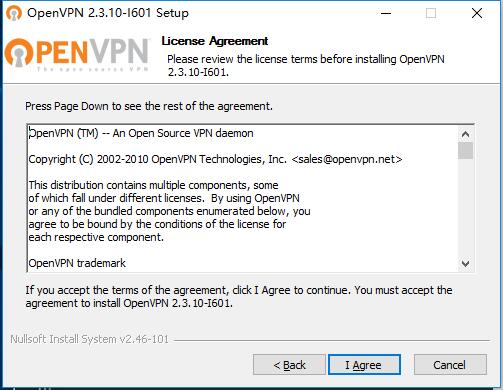 OpenVPN 2.3.10-I601 Setup
OPENVPN
The open source VPN
License Agreement
Please review the license terms before installing OpenVPN
2.3.10-I601.
Press Page Down to see the rest of the agreement.
OpenVPN (TM) -- An Open Source VPN daemon
Copyright (C) 2002-2010 OpenVPN Technologies, Inc. <sales@openvpn.net>
This distribution contains multiple components, some
of which fall under different licenses.  By using OpenVPN
or any of the bundled components enumerated below, you
agree to be bound by the conditions of the license for
each respective component.
OpenVPN trademark
If you accept the terms of the agreement, click I Agree to continue. You must accept the
agreement to install OpenVPN 2.3.10-I601.
Nullsoft Install System v2.46-101
< Back
I Agree
Cancel